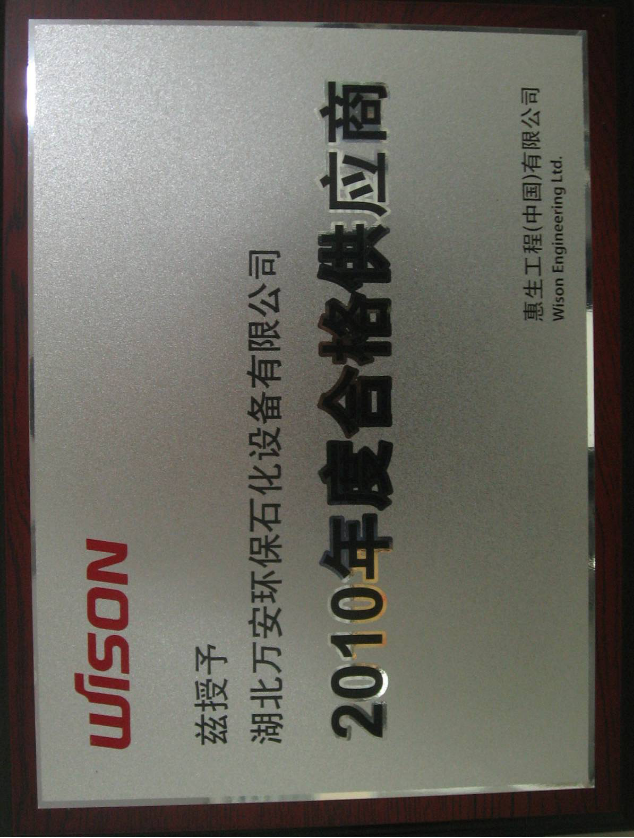 WISON
兹授予
湖北万安环保石化设备有限公司
2010年度合格供应商
惠生工程(中国)有限公司
Wison Engineering Ltd.